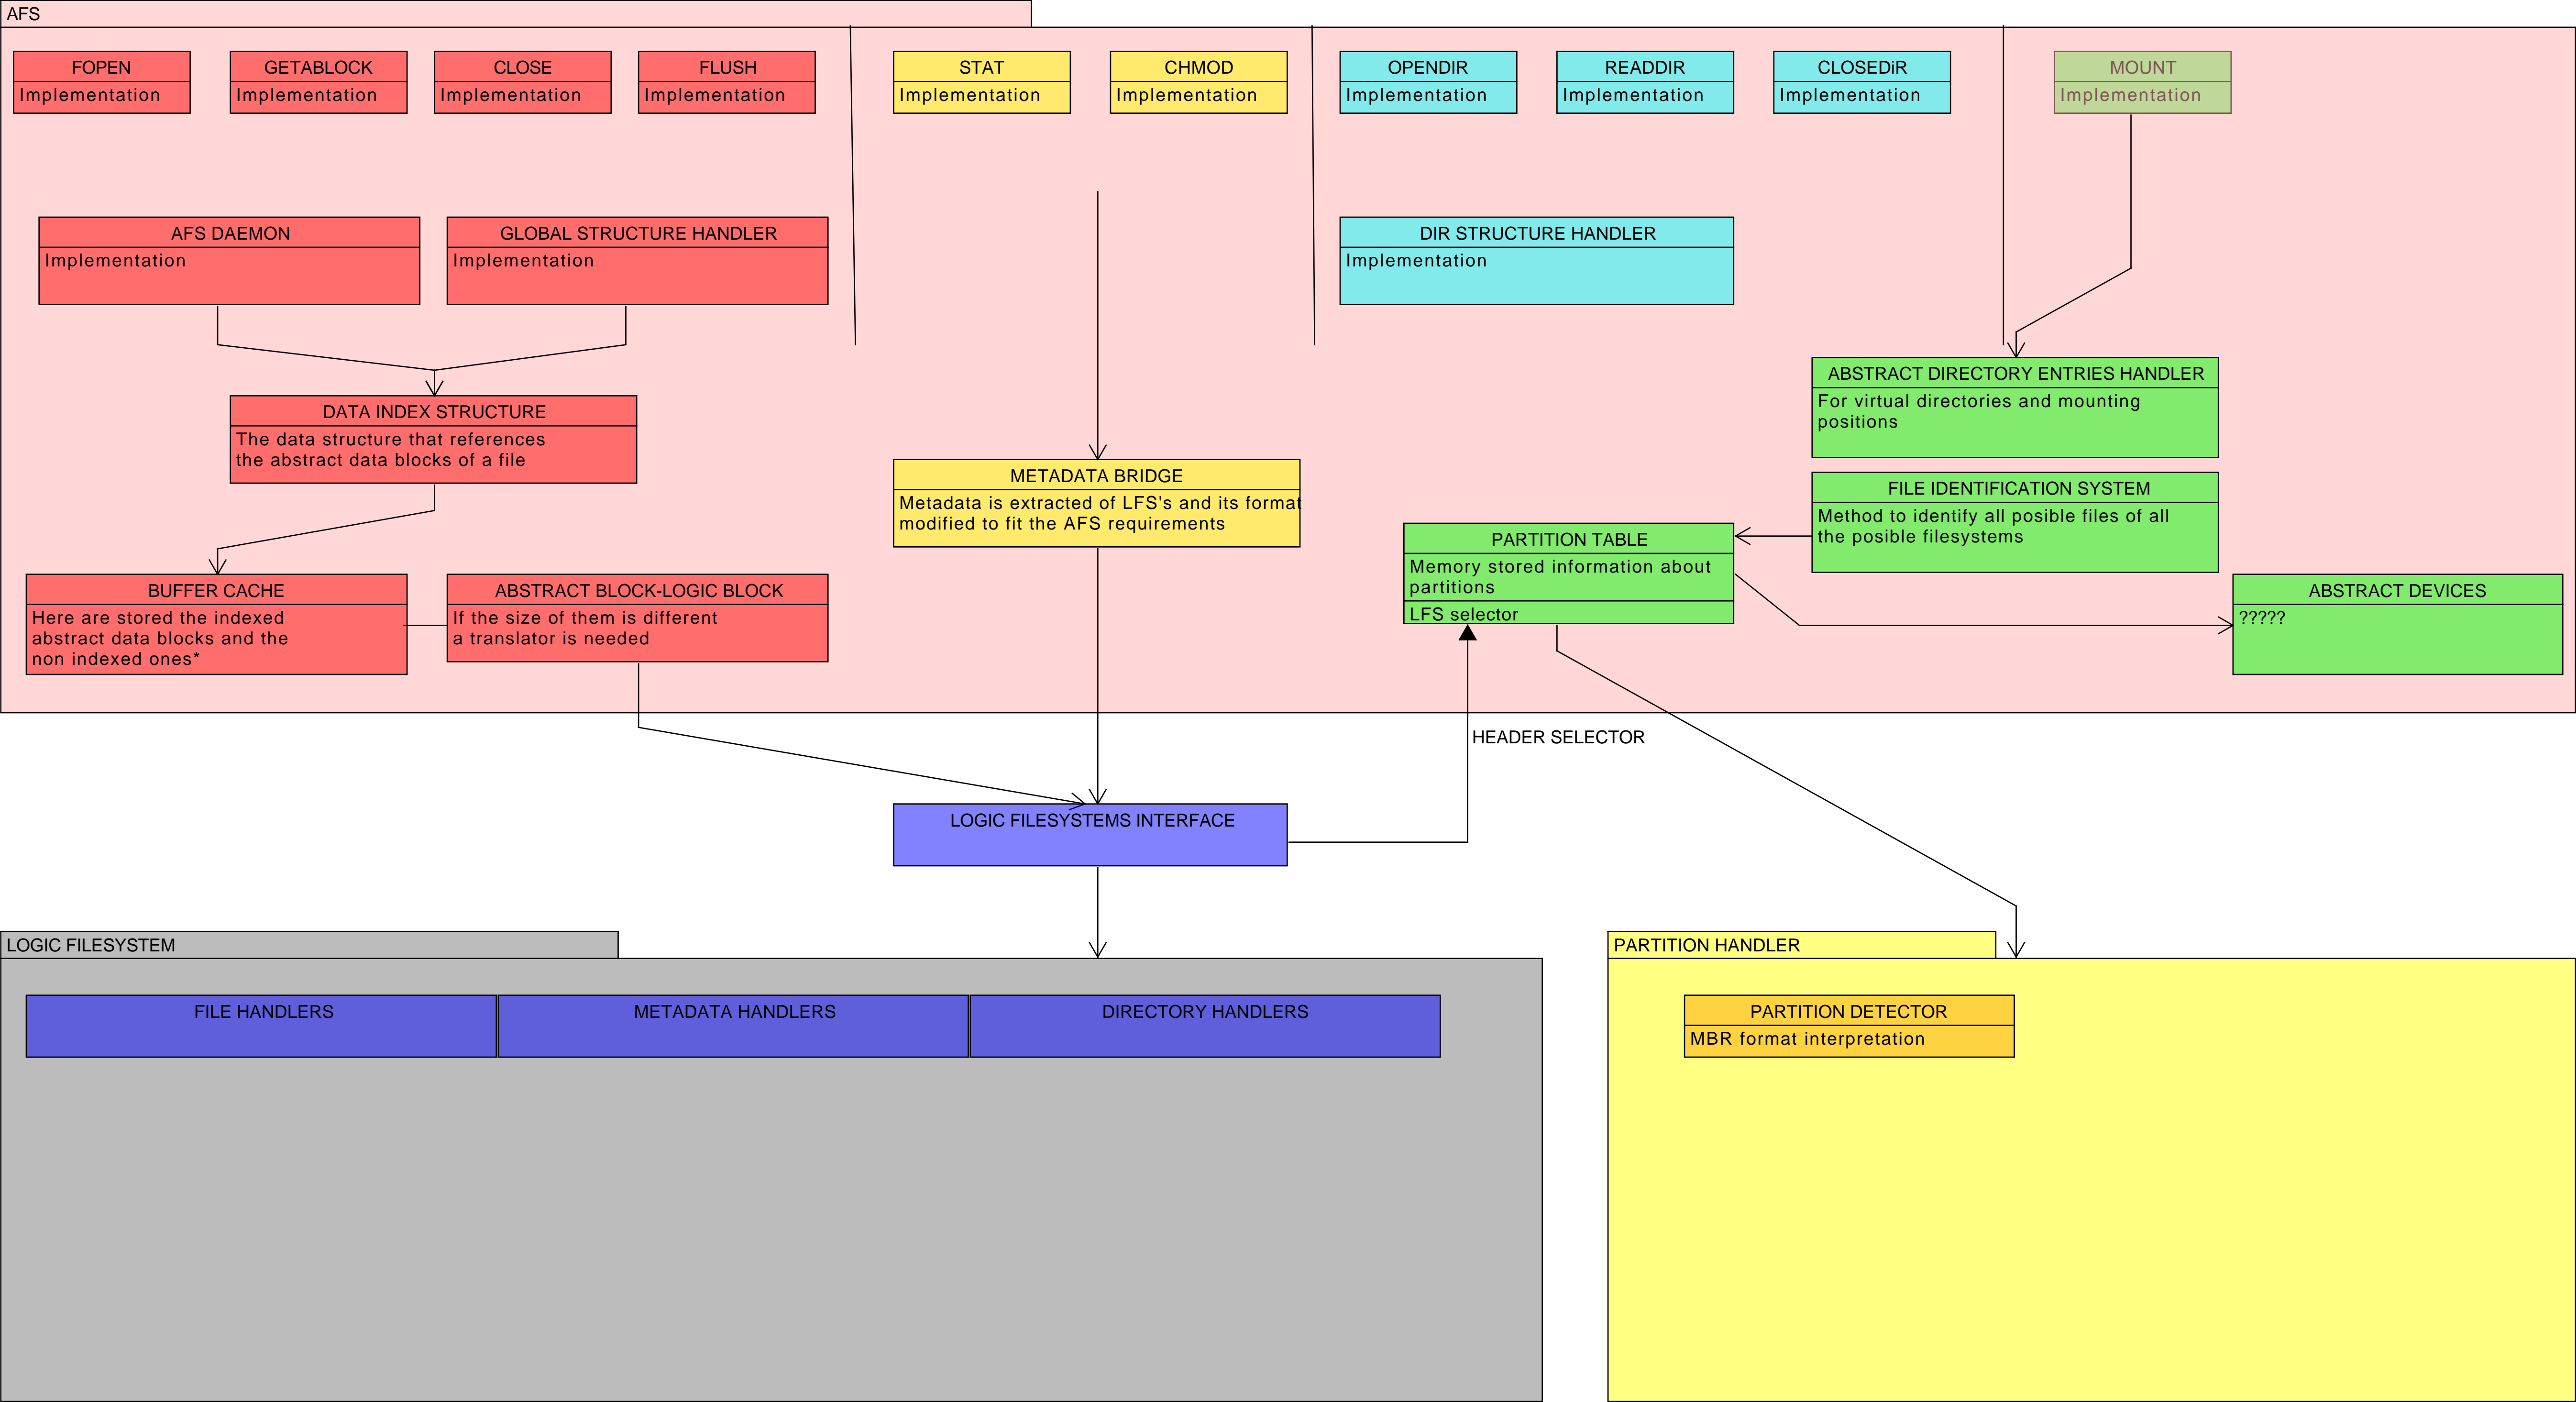 AFS
FOPEN
Implementation
GETABLOCK
Implementation
CLOSE
Implementation
FLUSH
Implementation
STAT
Implementation
CHMOD
Implementation
OPENDIR
Implementation
READDIR
Implementation
CLOSEDiR
Implementation
MOUNT
Implementation
AFS DAEMON
Implementation
GLOBAL STRUCTURE HANDLER
Implementation
DIR STRUCTURE HANDLER
Implementation
DATA INDEX STRUCTURE
The data structure that references
the abstract data blocks of a file
ABSTRACT DIRECTORY ENTRIES HANDLER
For virtual directories and mounting
positions
METADATA BRIDGE
Metadata is extracted of LFS's and its format
modified to fit the AFS requirements
FILE IDENTIFICATION SYSTEM
Method to identify all posible files of all
the posible filesystems
PARTITION TABLE
Memory stored information about
partitions
LFS selector
BUFFER CACHE
Here are stored the indexed
abstract data blocks and the
non indexed ones*
ABSTRACT BLOCK-LOGIC BLOCK
If the size of them is different
a translator is needed
ABSTRACT DEVICES
?????
HEADER SELECTOR
LOGIC FILESYSTEMS INTERFACE
LOGIC FILESYSTEM
FILE HANDLERS
METADATA HANDLERS
DIRECTORY HANDLERS
PARTITION HANDLER
PARTITION DETECTOR
MBR format interpretation